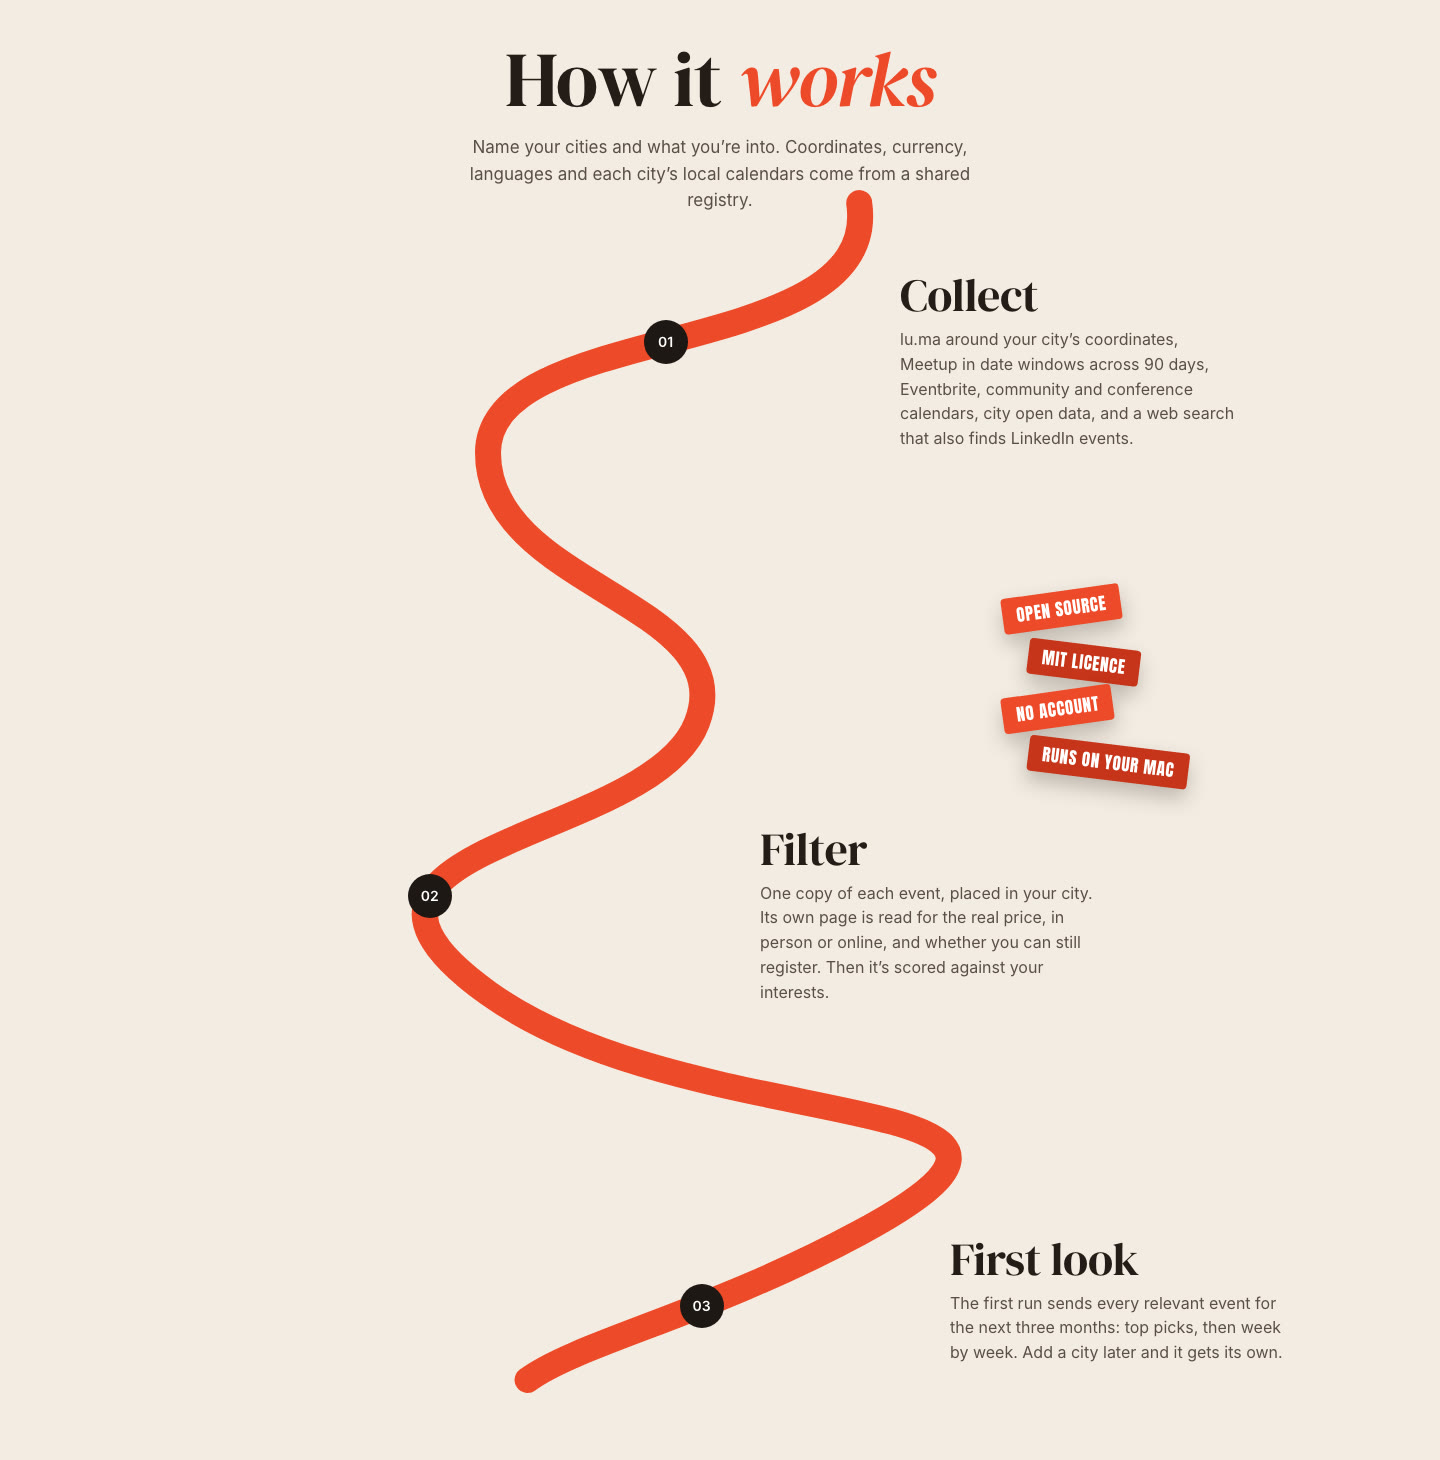 How it works
Name your cities and what you’re into. Coordinates, currency,
languages and each city’s local calendars come from a shared
registry.
Collect
lu.ma around your city’s coordinates,
Meetup in date windows across 90 days,
Eventbrite, community and conference
calendars, city open data, and a web search
that also finds LinkedIn events.
01
OPEN SOURCE
MIT LICENCE
NO ACCOUNT
RUNS ON YOUR MAC
Filter
One copy of each event, placed in your city.
Its own page is read for the real price, in
person or online, and whether you can still
register. Then it’s scored against your
interests.
02
First look
The first run sends every relevant event for
the next three months: top picks, then week
by week. Add a city later and it gets its own.
03